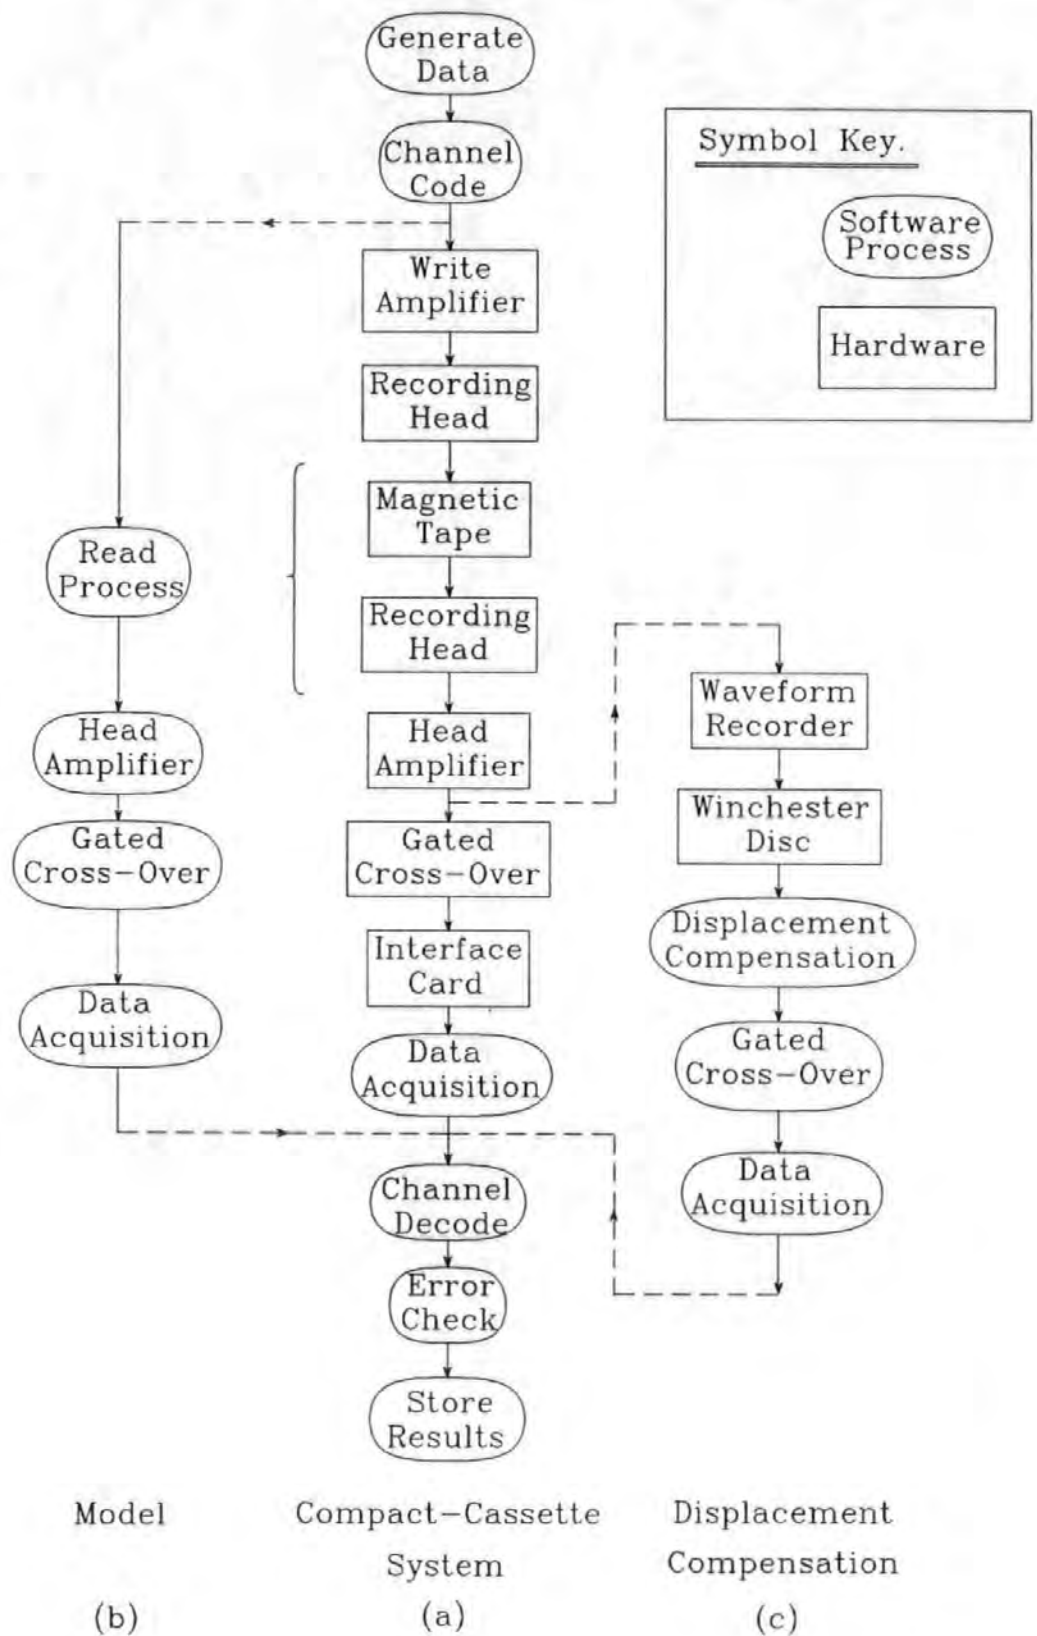 Generate
Data
Channel
Code
Write
Amplifier
Recording
Head
Magnetic
Tape
Recording
Head
Head
Amplifier
Gated
Cross-Over
Interface
Card
Data
Acquisition
Channel
Decode
Error
Check
Store
Results
Read
Process
Head
Amplifier
Gated
Cross-Over
Data
Acquisition
Symbol Key.
Software
Process
Hardware
Waveform
Recorder
Winchester
Disc
Displacement
Compensation
Gated
Cross-Over
Data
Acquisition
Model
(b)
Compact-Cassette
System
(a)
Displacement
Compensation
(c)